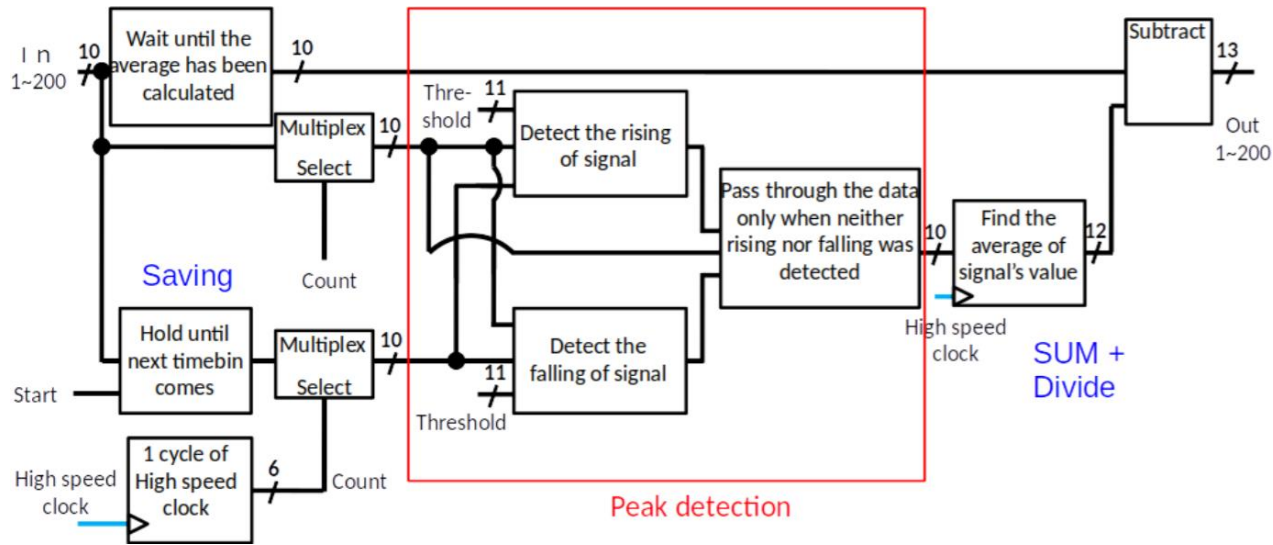 I n
1~200
10
Wait until the
average has been
calculated
10
Subtract
13
Out
1~200
Multiplex
Select
10
Count
Thre-
shold
11
Detect the rising
of signal
Pass through the data
only when neither
rising nor falling was
detected
10
Find the
average of
signal's value
12
High speed
clock
SUM +
Divide
Saving
Hold until
next timebin
comes
Start
Multiplex
Select
10
Detect the
falling of signal
11
Threshold
1 cycle of
High speed
clock
High speed
clock
6
Count
Peak detection